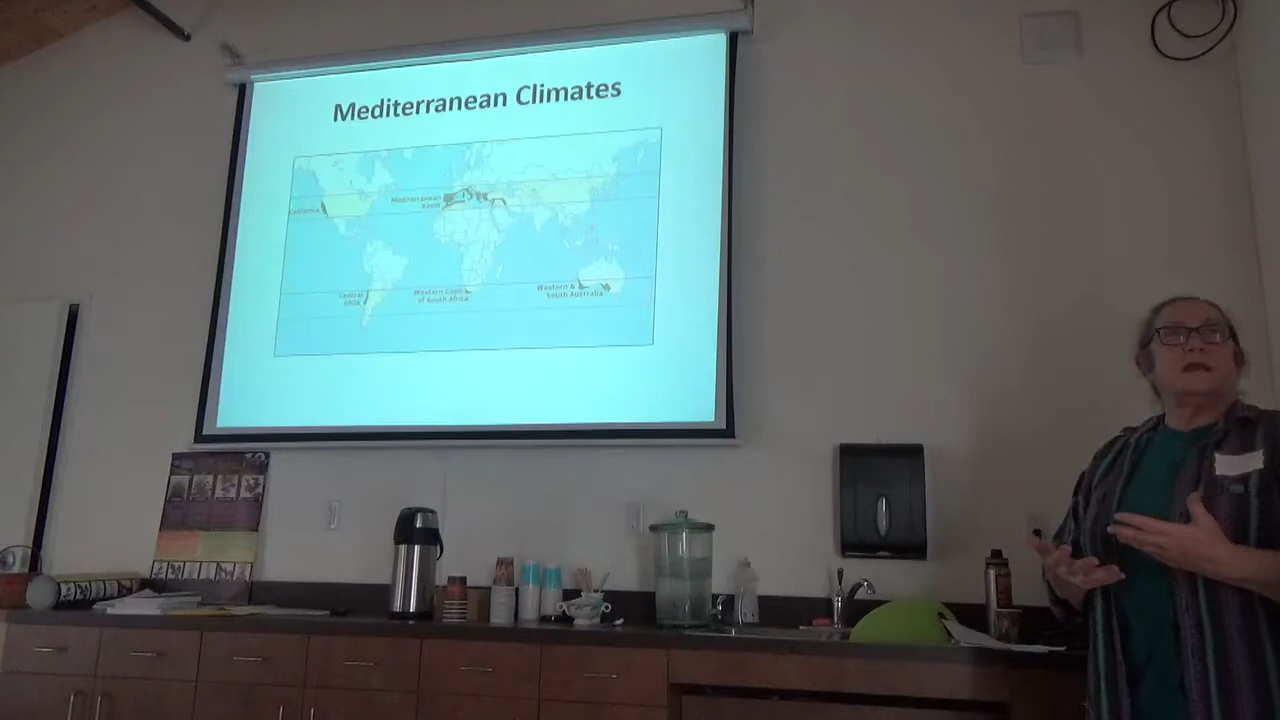 Mediterranean Climates
California
Mediterranean
Basin
Central
Chile
Western Cape
of South Africa
Western &
South Australia